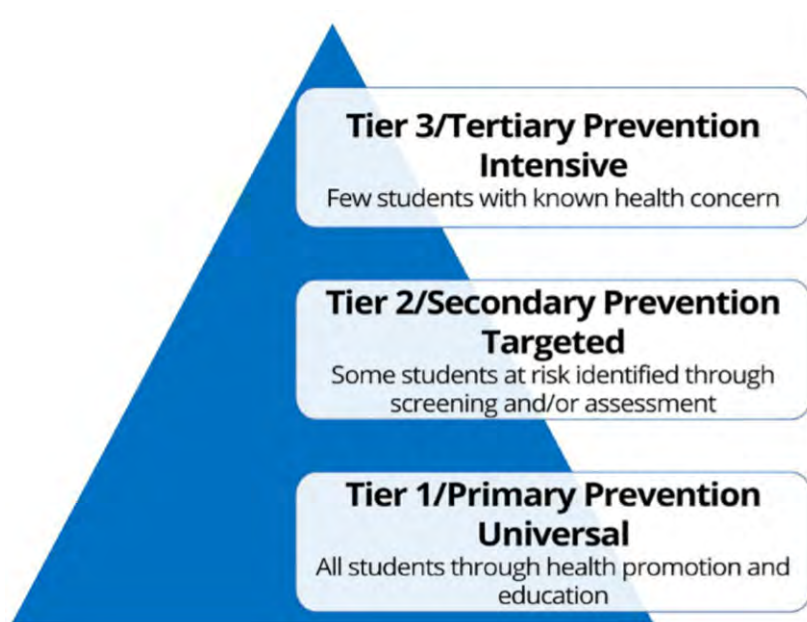 Tier 3/Tertiary Prevention
Intensive
Few students with known health concern
Tier 2/Secondary Prevention
Targeted
Some students at risk identified through
screening and/or assessment
Tier 1/Primary Prevention
Universal
All students through health promotion and
education